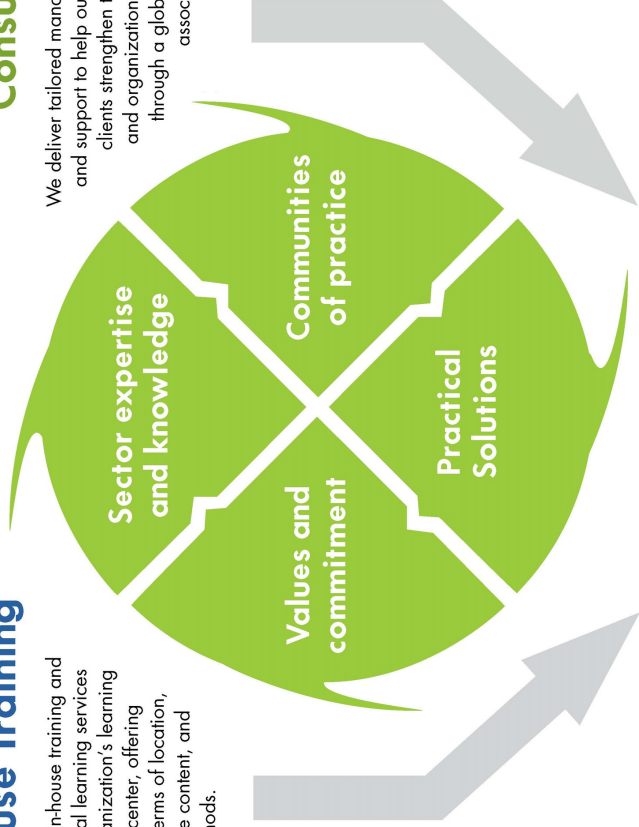 use Training
n-house training and
al learning services
anization's learning
center, offering
erms of location,
e content, and
ods.
Consu
We deliver tailored mana
and support to help ou
clients strengthen t
and organization
through a glob
assoc
Sector expertise
and knowledge
Values and
commitment
Communities
of practice
Practical
Solutions